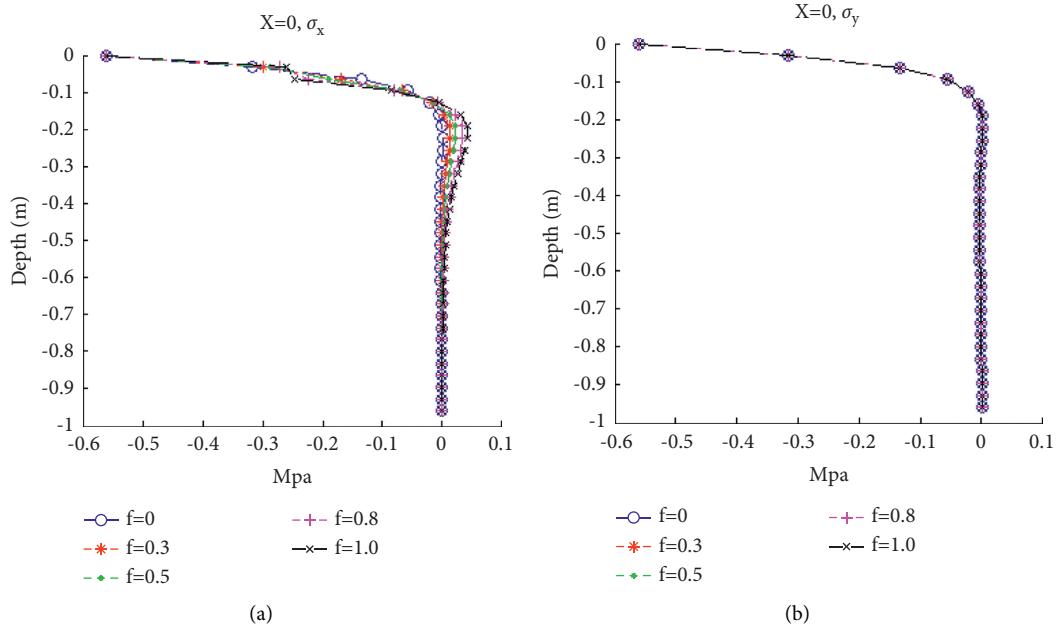 X=0, σx
0
-0.1
-0.2
-0.3
-0.4
-0.5
-0.6
-0.7
-0.8
-0.9
-1
Depth (m)
-0.6 -0.5 -0.4 -0.3 -0.2 -0.1 0 0.1
Mpa
f=0 f=0.8
f=0.3 f=1.0
f=0.5
(a)
X=0, σy
0
-0.1
-0.2
-0.3
-0.4
-0.5
-0.6
-0.7
-0.8
-0.9
-1
Depth (m)
-0.6 -0.5 -0.4 -0.3 -0.2 -0.1 0 0.1
Mpa
f=0 f=0.8
f=0.3 f=1.0
f=0.5
(b)